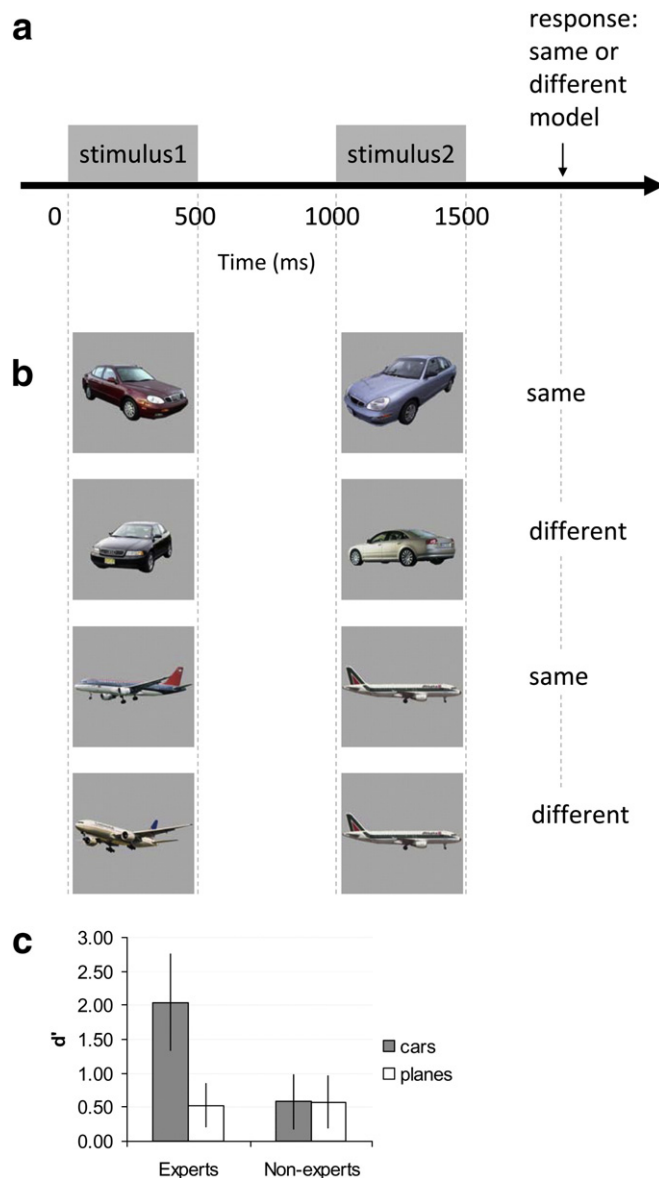 a
response:
same or
different
model
stimulus1 stimulus2
0 500 1000 1500
Time (ms)
b
same
different
same
different
c
3.00
2.50
2.00
1.50
1.00
0.50
0.00
d'
cars
planes
Experts Non-experts